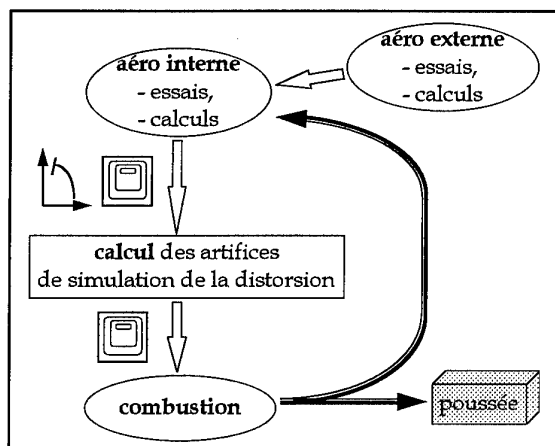 aéro externe
- essais,
- calculs
aéro interne
- essais,
- calculs
calcul des artifices
de simulation de la distorsion
combustion
poussée